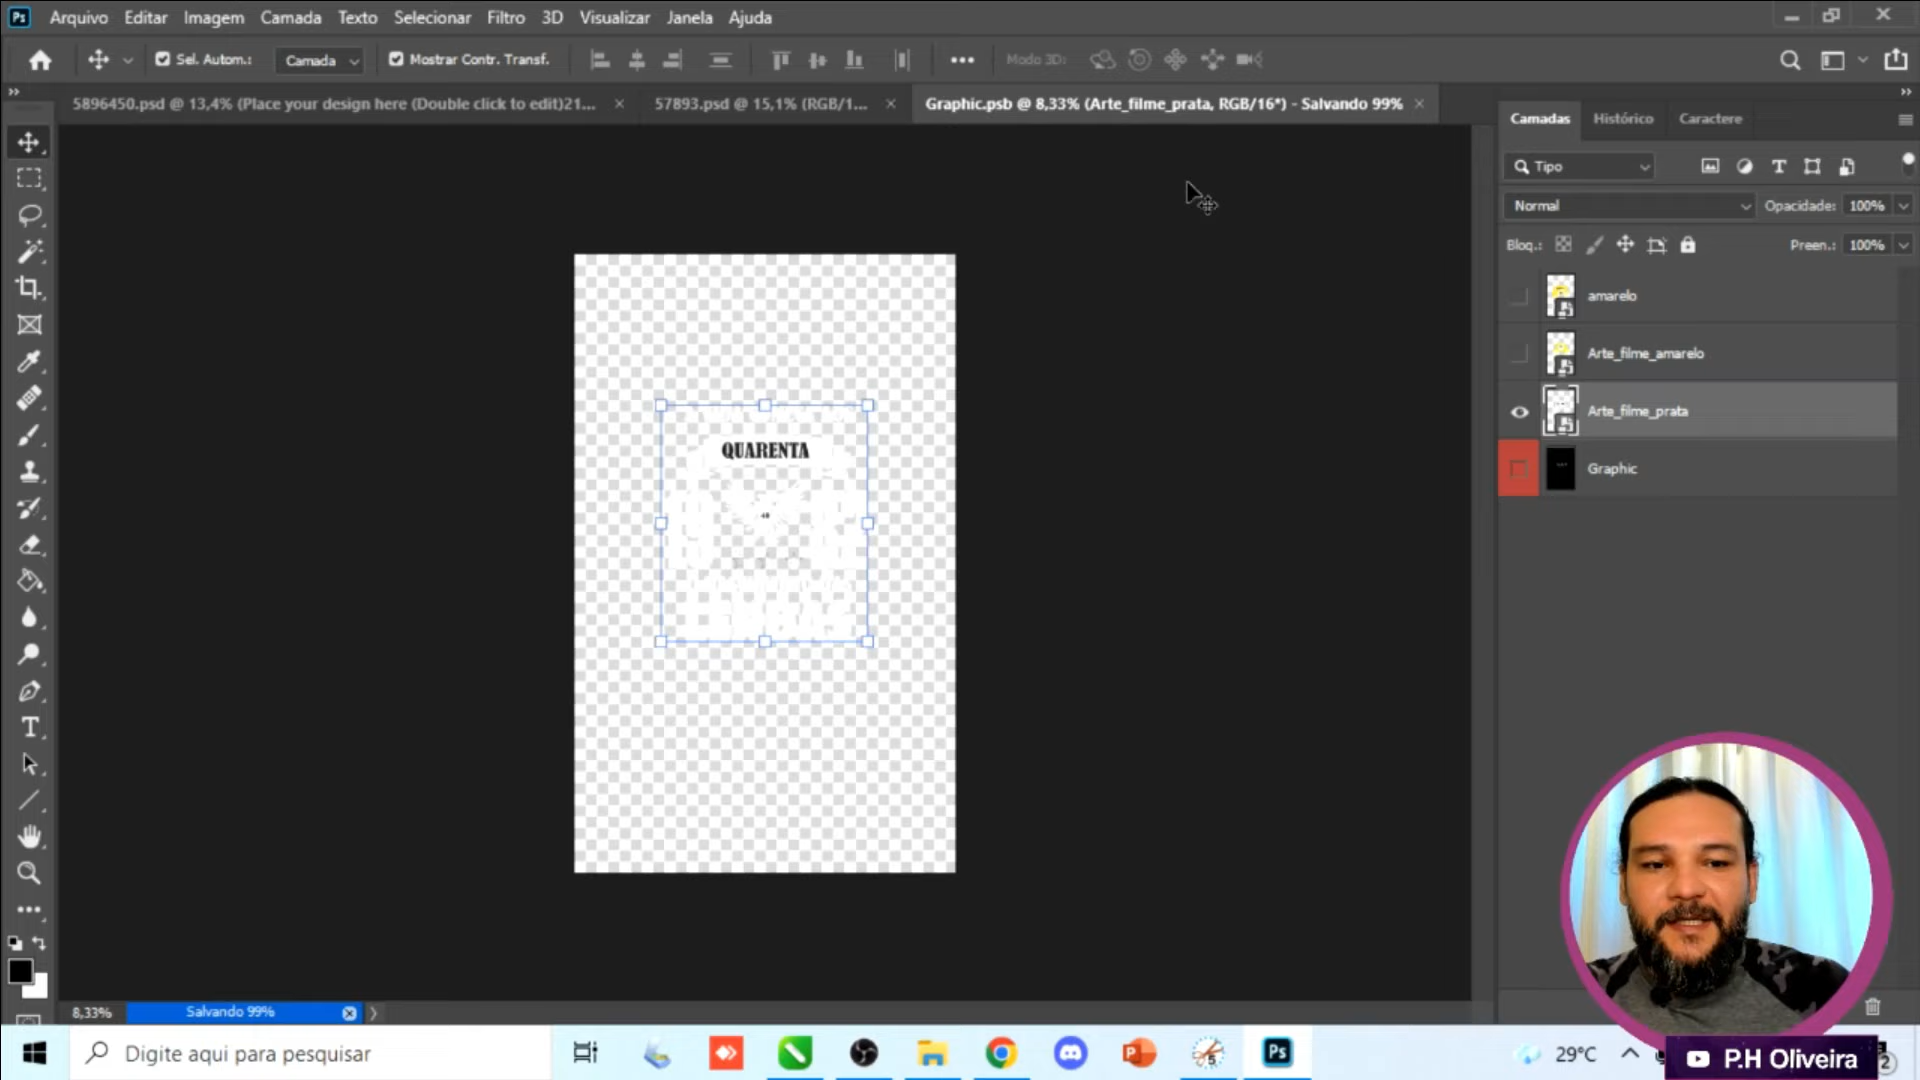 Ps Arquivo Editar Imagem Camada Texto Selecionar Filtro 3D Visualizar Janela Ajuda
Sel. Autom.: Camada Mostrar Contr. Transf. Modo 3D:
5896450.psd @ 13,4% (Place your design here (Double click to edit)21... 57893.psd @ 15,1% (RGB/1... Graphic.psb @ 8,33% (Arte_filme_prata, RGB/16*) - Salvando 99%
Camadas Histórico Caractere
Tipo
Normal Opacidade: 100%
Bloq.: Preen.: 100%
amarelo
Arte_filme_amarelo
Arte_filme_prata
Graphic
QUARENTA
8,33% Salvando 99%
Digite aqui para pesquisar
Ps
29°C
P.H Oliveira
2